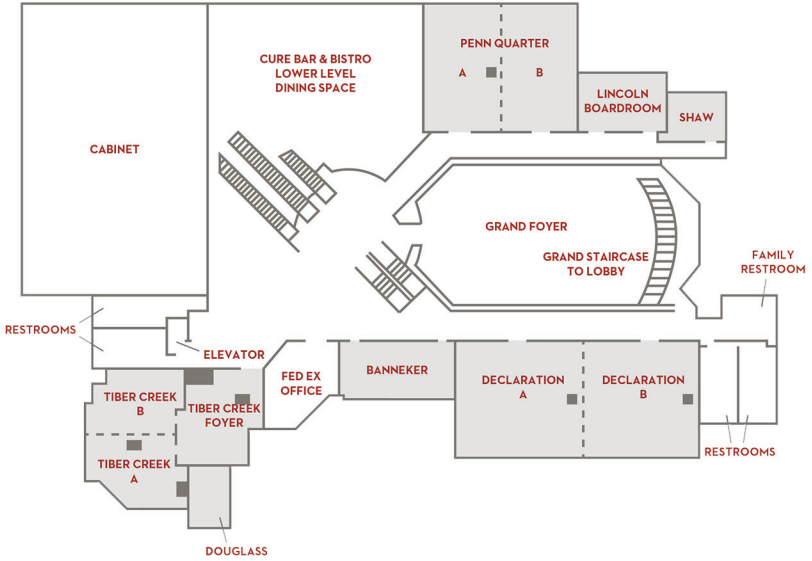 PENN QUARTER
A
B
CURE BAR & BISTRO
LOWER LEVEL
DINING SPACE
LINCOLN
BOARDROOM
SHAW
CABINET
GRAND FOYER
GRAND STAIRCASE
TO LOBBY
FAMILY
RESTROOM
RESTROOMS
ELEVATOR
FED EX
OFFICE
BANNEKER
DECLARATION
A
DECLARATION
B
TIBER CREEK
B
TIBER CREEK
FOYER
TIBER CREEK
A
RESTROOMS
DOUGLASS